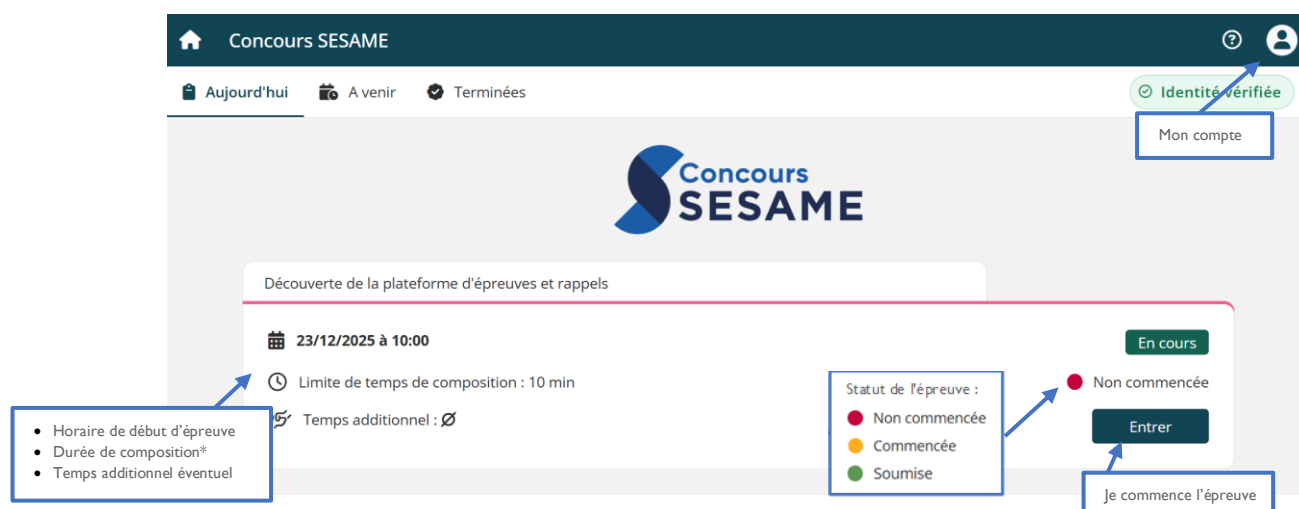 Concours SESAME
Aujourd'hui
A venir
Terminées
Identité vérifiée
Mon compte
Concours
SESAME
Découverte de la plateforme d'épreuves et rappels
23/12/2025 à 10:00
En cours
Limite de temps de composition : 10 min
Non commencée
Temps additionnel : Ø
Entrer
Statut de l'épreuve :
Non commencée
Commencée
Soumise
• Horaire de début d'épreuve
• Durée de composition*
• Temps additionnel éventuel
Je commence l'épreuve